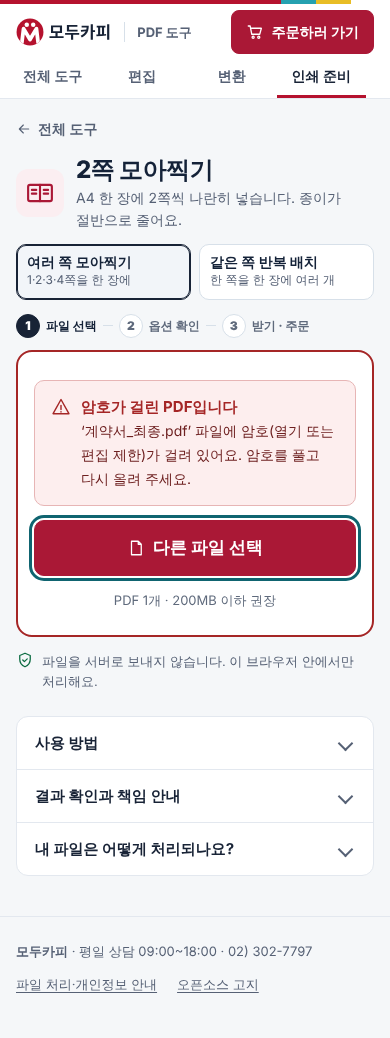 모두카피 PDF 도구 주문하러 가기
전체 도구 편집 변환 인쇄 준비
← 전체 도구
2쪽 모아찍기
A4 한 장에 2쪽씩 나란히 넣습니다. 종이가
절반으로 줄어요.
여러 쪽 모아찍기 같은 쪽 반복 배치
1·2·3·4쪽을 한 장에 한 쪽을 한 장에 여러 개
1 파일 선택 2 옵션 확인 3 받기 · 주문
암호가 걸린 PDF입니다
‘계약서_최종.pdf’ 파일에 암호(열기 또는
편집 제한)가 걸려 있어요. 암호를 풀고
다시 올려 주세요.
다른 파일 선택
PDF 1개 · 200MB 이하 권장
파일을 서버로 보내지 않습니다. 이 브라우저 안에서만
처리해요.
사용 방법
결과 확인과 책임 안내
내 파일은 어떻게 처리되나요?
모두카피 · 평일 상담 09:00~18:00 · 02) 302-7797
파일 처리·개인정보 안내 오픈소스 고지